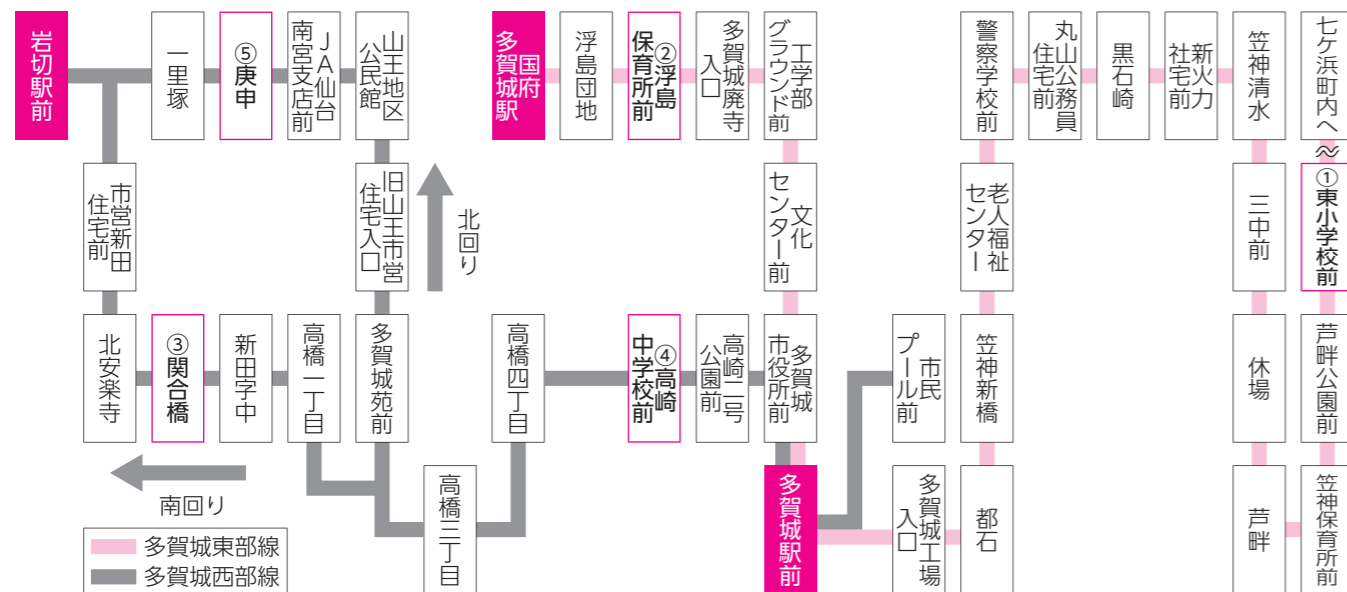 岩切駅前
一里塚
⑤庚申
JA仙台
南宮支店前
山王地区
公民館
国府
多賀城駅
浮島団地
②浮島
保育所前
多賀城廃寺
入口
工学部
グラウンド前
警察学校前
丸山公務員
住宅前
黒石崎
新火力
社宅前
笠神清水
七ケ浜町内へ
市営新田
住宅前
旧山王市営
住宅入口
北回り
文化
センター前
老人福祉
センター
三中前
①東小学校前
北安楽寺
③関合橋
新田字中
高橋一丁目
多賀城苑前
高橋四丁目
④高崎
中学校前
高崎二号
公園前
多賀城
市役所前
市民
プール前
笠神新橋
休場
芦畔公園前
南回り
高橋三丁目
多賀城駅前
多賀城工場
入口
都石
芦畔
笠神保育所前
多賀城東部線
多賀城西部線